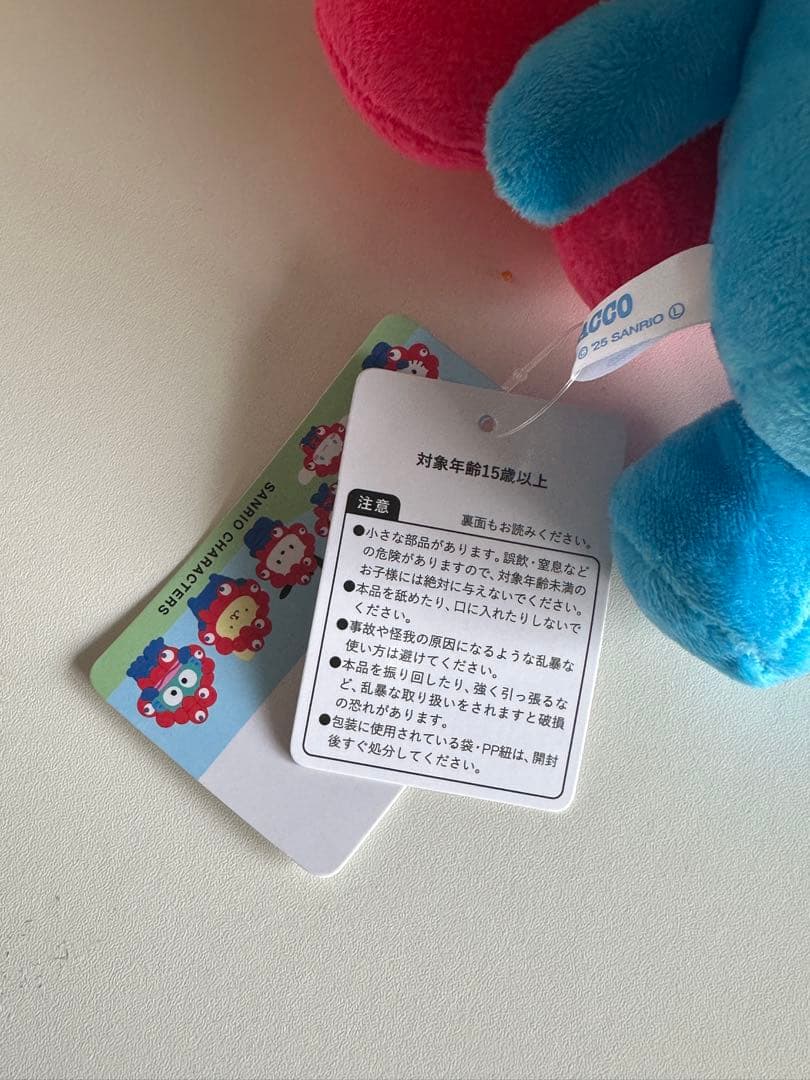 ACCO
© '25 SANRIO Ⓛ
対象年齢15歳以上
注意
裏面もお読みください。
●小さな部品があります。誤飲・窒息など
の危険がありますので、対象年齢未満の
お子様には絶対に与えないでください。
●本品を舐めたり、口に入れたりしないで
ください。
●事故や怪我の原因になるような乱暴な
使い方は避けてください。
●本品を振り回したり、強く引っ張るな
ど、乱暴な取り扱いをされますと破損
の恐れがあります。
●包装に使用されている袋・PP紐は、開封
後すぐ処分してください。
SANRIO CHARACTERS